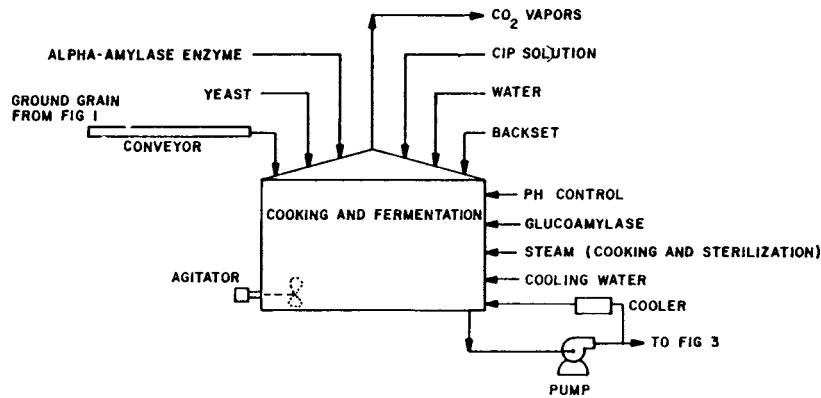 CO2 VAPORS
ALPHA-AMYLASE ENZYME
CIP SOLUTION
YEAST
WATER
GROUND GRAIN
FROM FIG 1
CONVEYOR
BACKSET
COOKING AND FERMENTATION
PH CONTROL
GLUCOAMYLASE
STEAM (COOKING AND STERILIZATION)
AGITATOR
COOLING WATER
COOLER
TO FIG 3
PUMP